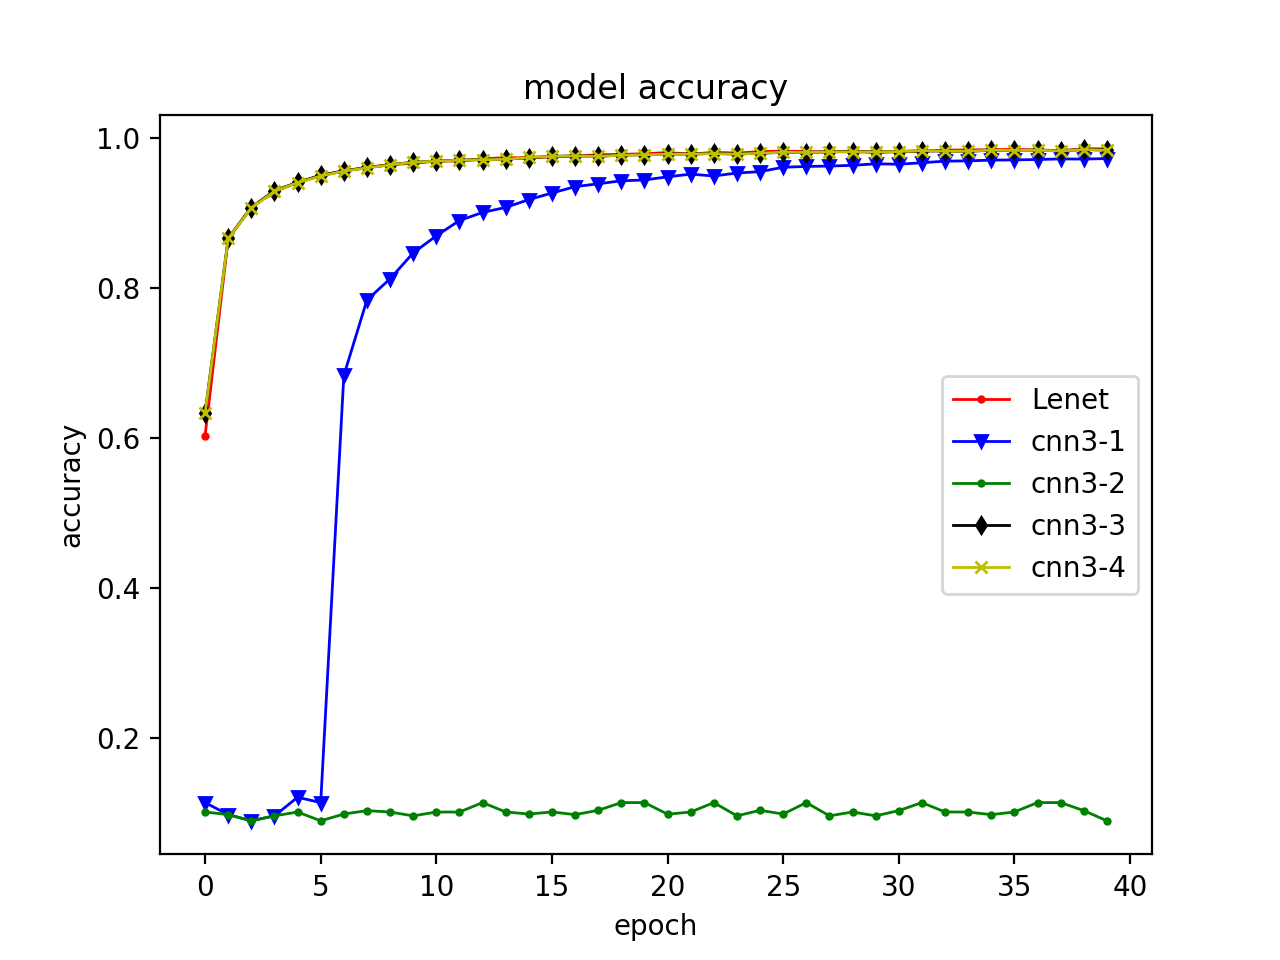 model accuracy
1.0
0.8
0.6
0.4
0.2
accuracy
Lenet
cnn3-1
cnn3-2
cnn3-3
cnn3-4
0 5 10 15 20 25 30 35 40
epoch